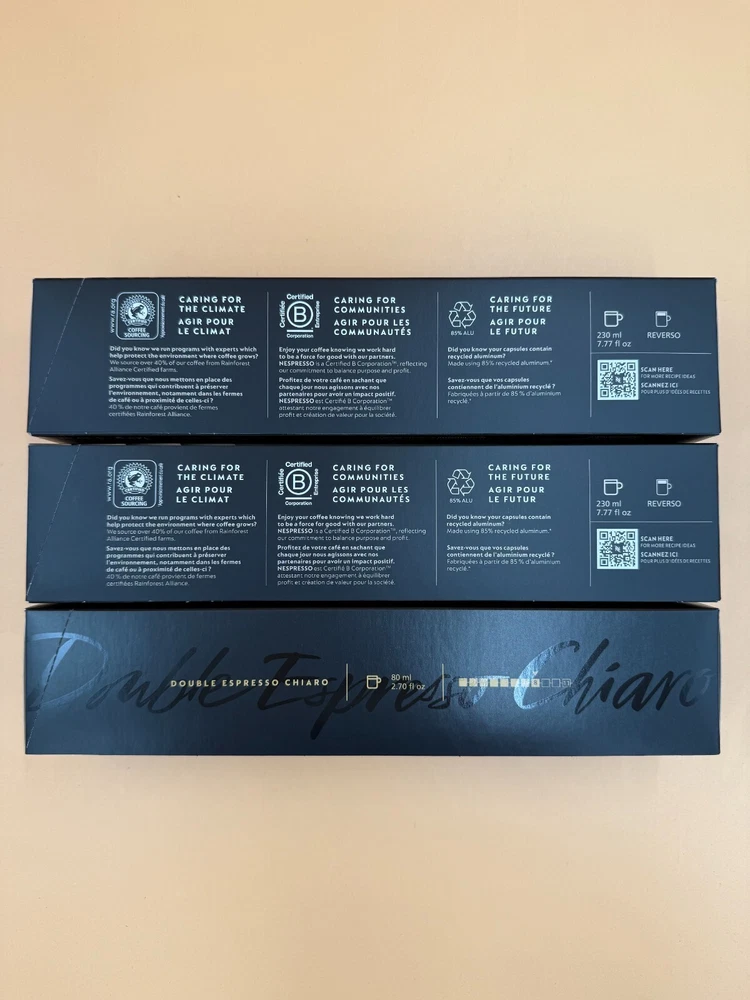 www.ra.org
COFFEE
SOURCING
CARING FOR
THE CLIMATE
AGIR POUR
LE CLIMAT
Did you know we run programs with experts which
help protect the environment where coffee grows?
We source over 40% of our coffee from Rainforest
Alliance Certified farms.
Savez-vous que nous mettons en place des
programmes qui contribuent à préserver
l'environnement, notamment dans les fermes
de café ou à proximité de celles-ci ?
40 % de notre café provient de fermes
certifiées Rainforest Alliance.
Certifiée
Certified
B
Corporation
Entreprise
CARING FOR
COMMUNITIES
AGIR POUR LES
COMMUNAUTÉS
Enjoy your coffee knowing we work hard
to be a force for good with our partners.
NESPRESSO is a Certified B Corporation™, reflecting
our commitment to balance purpose and profit.
Profitez de votre café en sachant que
chaque jour nous agissons avec nos
partenaires pour avoir un impact positif.
NESPRESSO est Certifié B Corporation™
attestant notre engagement à équilibrer
profit et création de valeur pour la société.
85% ALU
CARING FOR
THE FUTURE
AGIR POUR
LE FUTUR
Did you know your capsules contain
recycled aluminum?
Made using 85% recycled aluminum.*
Savez-vous que vos capsules
contiennent de l'aluminium recyclé ?
Fabriquées à partir de 85 % d'aluminium
recyclé.*
230 ml
7.77 fl oz
REVERSO
SCAN HERE
FOR MORE RECIPE IDEAS
SCANNEZ ICI
POUR PLUS D'IDÉES DE RECETTES
www.ra.org
COFFEE
SOURCING
CARING FOR
THE CLIMATE
AGIR POUR
LE CLIMAT
Did you know we run programs with experts which
help protect the environment where coffee grows?
We source over 40% of our coffee from Rainforest
Alliance Certified farms.
Savez-vous que nous mettons en place des
programmes qui contribuent à préserver
l'environnement, notamment dans les fermes
de café ou à proximité de celles-ci ?
40 % de notre café provient de fermes
certifiées Rainforest Alliance.
Certifiée
Certified
B
Corporation
Entreprise
CARING FOR
COMMUNITIES
AGIR POUR LES
COMMUNAUTÉS
Enjoy your coffee knowing we work hard
to be a force for good with our partners.
NESPRESSO is a Certified B Corporation™, reflecting
our commitment to balance purpose and profit.
Profitez de votre café en sachant que
chaque jour nous agissons avec nos
partenaires pour avoir un impact positif.
NESPRESSO est Certifié B Corporation™
attestant notre engagement à équilibrer
profit et création de valeur pour la société.
85% ALU
CARING FOR
THE FUTURE
AGIR POUR
LE FUTUR
Did you know your capsules contain
recycled aluminum?
Made using 85% recycled aluminum.*
Savez-vous que vos capsules
contiennent de l'aluminium recyclé ?
Fabriquées à partir de 85 % d'aluminium
recyclé.*
230 ml
7.77 fl oz
REVERSO
SCAN HERE
FOR MORE RECIPE IDEAS
SCANNEZ ICI
POUR PLUS D'IDÉES DE RECETTES
Double Espresso Chiaro
DOUBLE ESPRESSO CHIARO
80 ml
2.70 fl oz